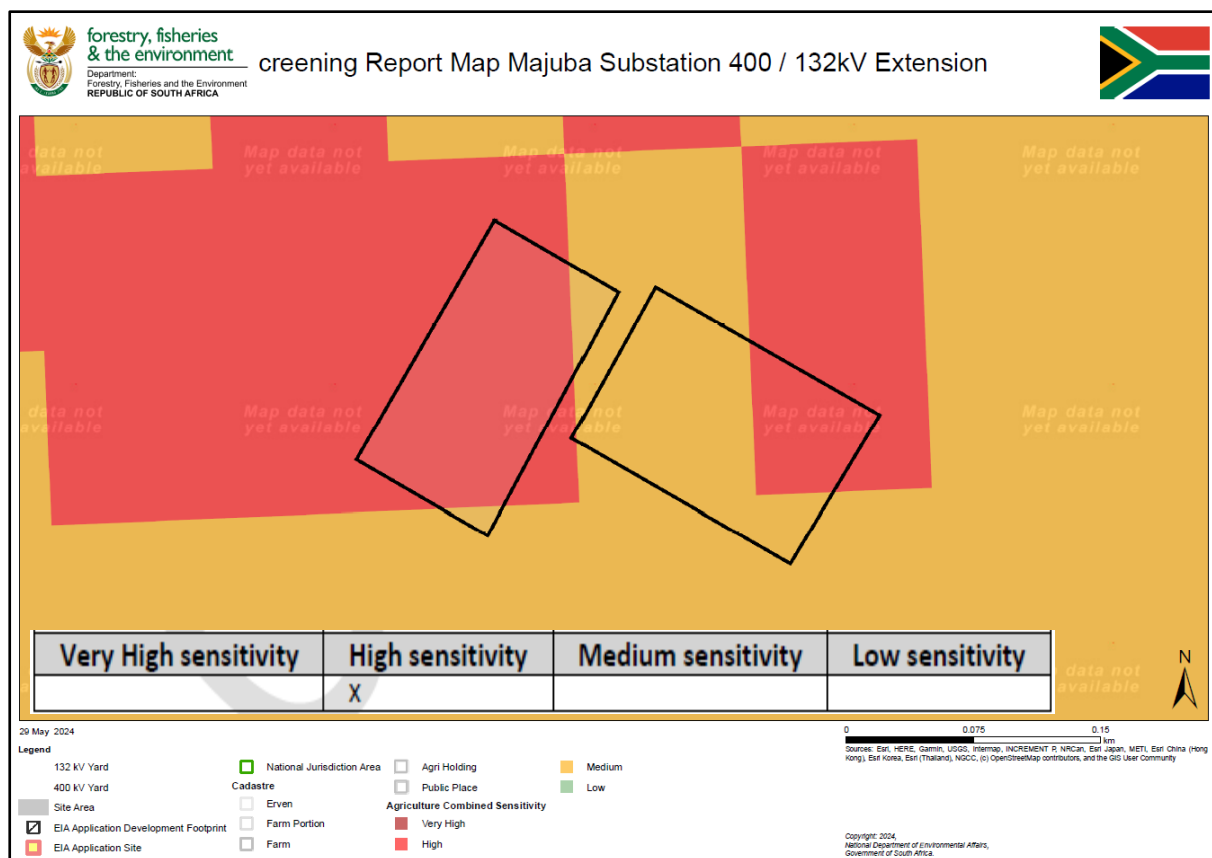 forestry, fisheries
& the environment
Department:
Forestry, Fisheries and the Environment
REPUBLIC OF SOUTH AFRICA
creening Report Map Majuba Substation 400 / 132kV Extension
data not
available
Map data not
yet available
Map data not
yet available
Map data not
yet available
Map data not
yet available
data not
available
Map data not
yet available
Map data not
yet available
Map data not
yet available
Map data not
yet available
data not
available
Very High sensitivity High sensitivity Medium sensitivity Low sensitivity
X
N
29 May 2024
0 0.075 0.15
km
Sources: Esri, HERE, Garmin, USGS, Intermap, INCREMENT P, NRCan, Esri Japan, METI, Esri China (Hong
Kong), Esri Korea, Esri (Thailand), NGCC, (c) OpenStreetMap contributors, and the GIS User Community
Legend
132 kV Yard
400 kV Yard
Site Area
EIA Application Development Footprint
EIA Application Site
National Jurisdiction Area
Cadastre
Erven
Farm Portion
Farm
Agri Holding
Public Place
Agriculture Combined Sensitivity
Very High
High
Medium
Low
Copyright: 2024,
National Department of Environmental Affairs,
Government of South Africa.